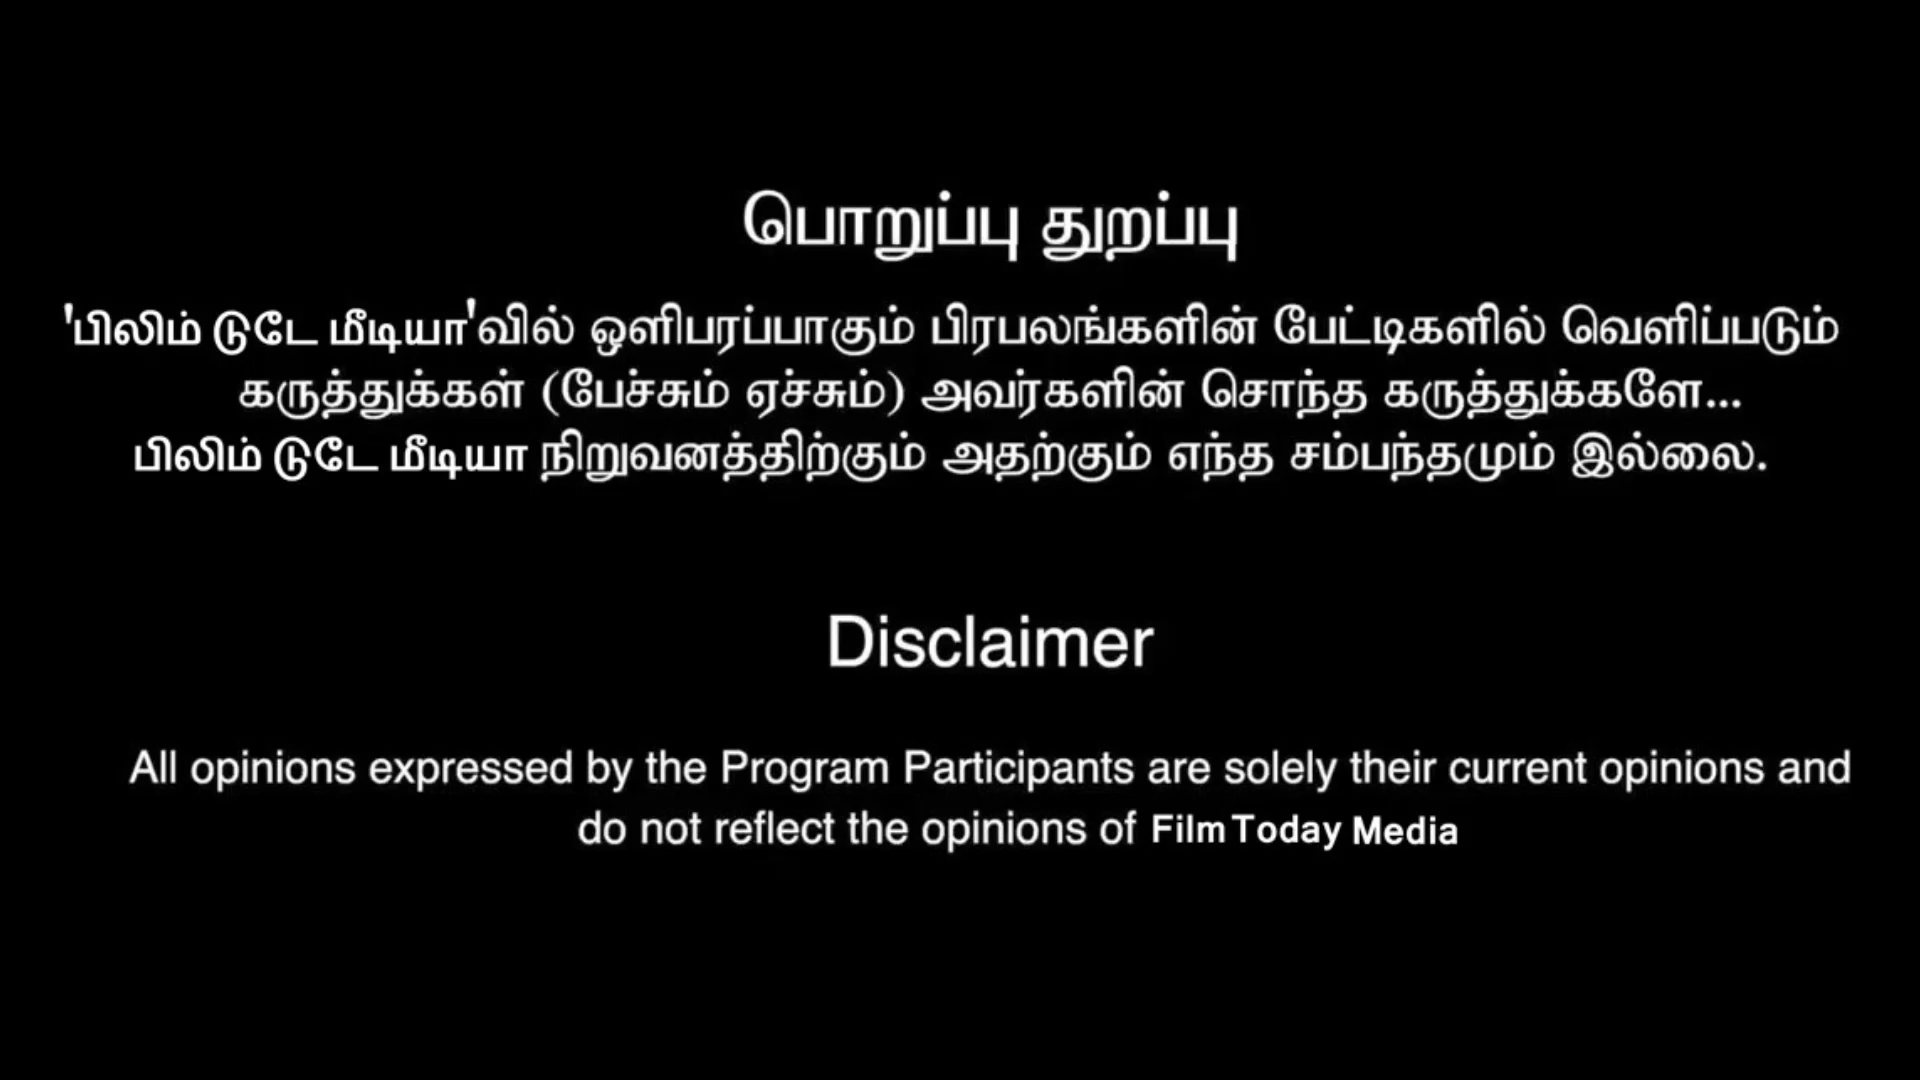 பொறுப்பு துறப்பு
'பிலிம் டுடே மீடியா'வில் ஒளிபரப்பாகும் பிரபலங்களின் பேட்டிகளில் வெளிப்படும்
கருத்துக்கள் (பேச்சும் ஏச்சும்) அவர்களின் சொந்த கருத்துக்களே...
பிலிம் டுடே மீடியா நிறுவனத்திற்கும் அதற்கும் எந்த சம்பந்தமும் இல்லை.
Disclaimer
All opinions expressed by the Program Participants are solely their current opinions and
do not reflect the opinions of Film Today Media